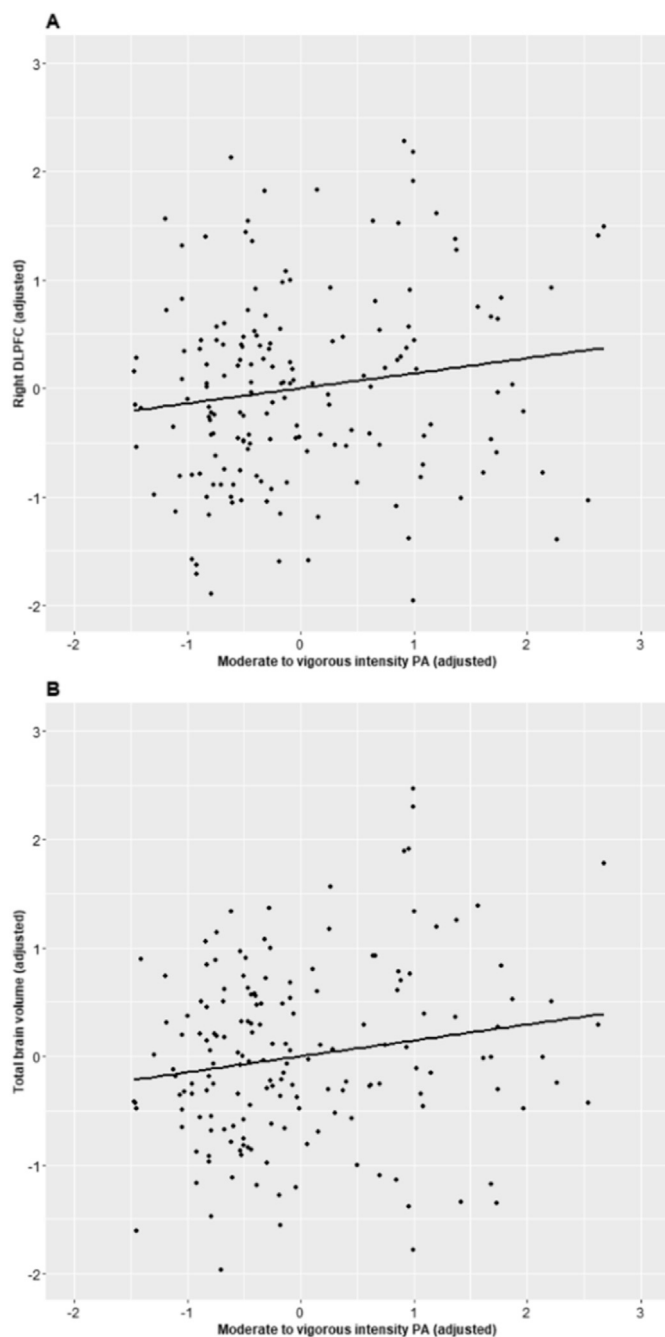 A
3
2
1
0
-1
-2
Right DLPFC (adjusted)
-2 -1 0 1 2 3
Moderate to vigorous intensity PA (adjusted)
B
3
2
1
0
-1
-2
Total brain volume (adjusted)
-2 -1 0 1 2 3
Moderate to vigorous intensity PA (adjusted)